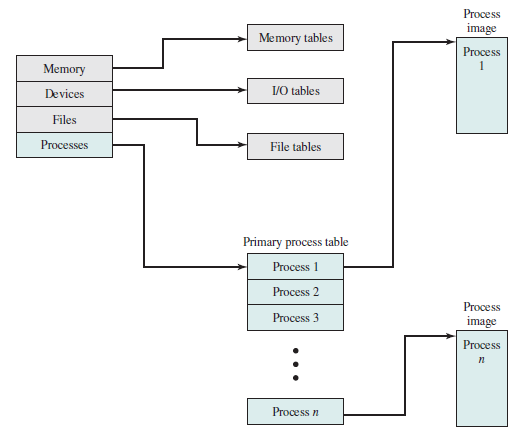 Memory
Devices
Files
Processes
Memory tables
I/O tables
File tables
Primary process table
Process 1
Process 2
Process 3
Process n
Process
image
Process
1
Process
image
Process
n